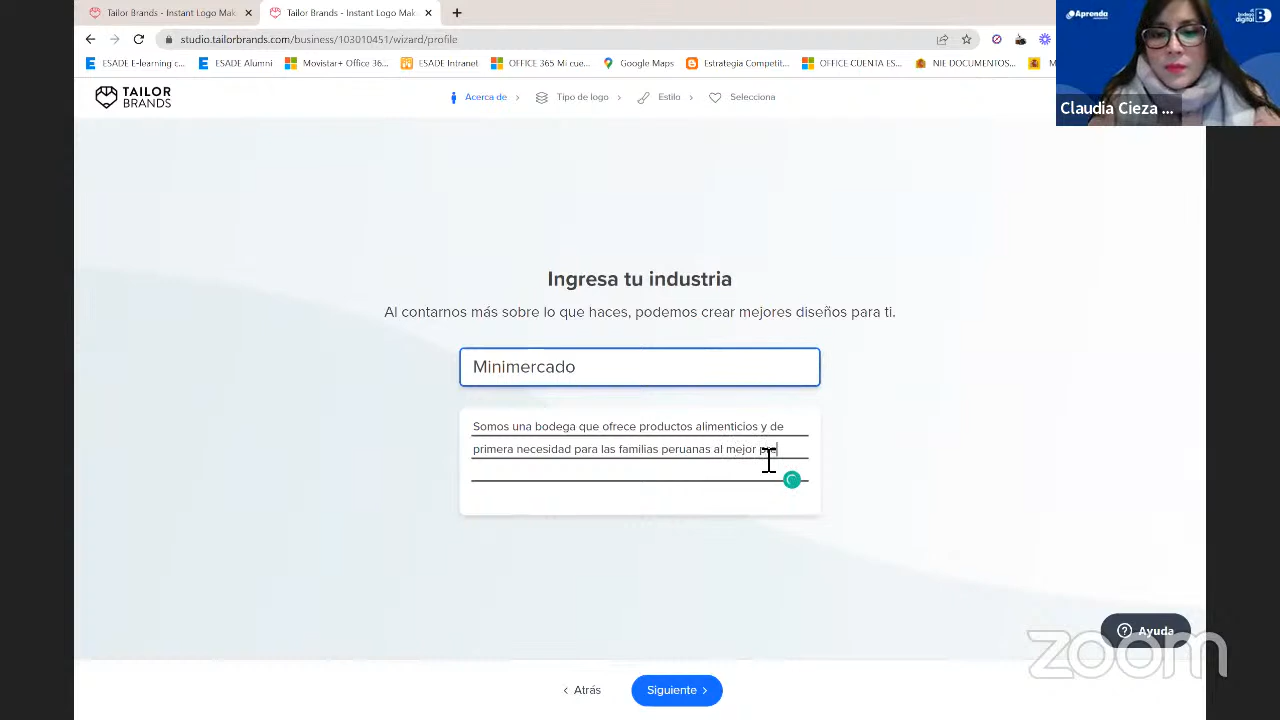 Tailor Brands - Instant Logo Mak
Tailor Brands - Instant Logo Mak
studio.tailorbrands.com/business/103010451/wizard/profile
ESADE E-learning c...
ESADE Alumni
Movistar+ Office 36...
ESADE Intranet
OFFICE 365 Mi cue...
Google Maps
Estrategia Competit...
OFFICE CUENTA ES...
NIE DOCUMENTOS...
M
Aprenda
bodega digital B
Claudia Cieza ...
TAILOR
BRANDS
Acerca de
Tipo de logo
Estilo
Selecciona
Ingresa tu industria
Al contarnos más sobre lo que haces, podemos crear mejores diseños para ti.
Minimercado
Somos una bodega que ofrece productos alimenticios y de
primera necesidad para las familias peruanas al mejor
Ayuda
zoom
Atrás
Siguiente